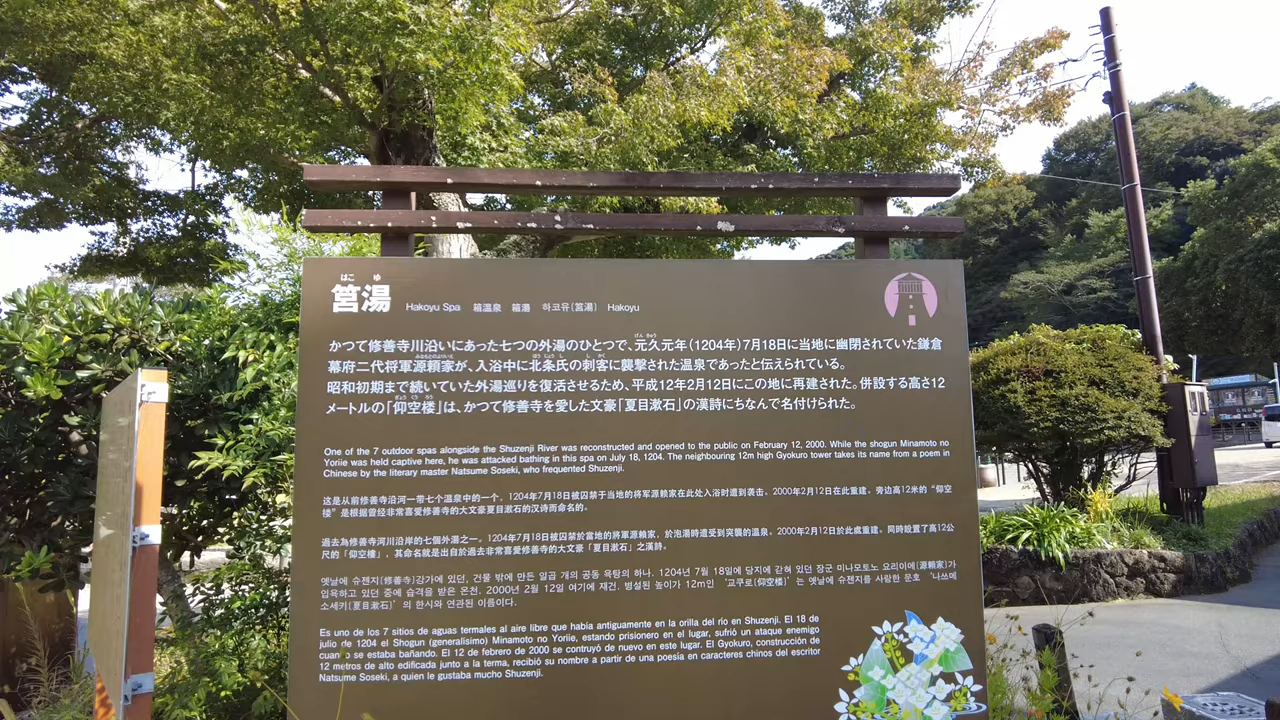 はこ ゆ
筥湯 Hakoyu Spa 箱溫泉 箱湯 하코유(筥湯) Hakoyu
かつて修善寺川沿いにあった七つの外湯のひとつで、元久元年(1204年)7月18日に当地に幽閉されていた鎌倉
幕府二代将軍源頼家が、入浴中に北条氏の刺客に襲撃された温泉であったと伝えられている。
昭和初期まで続いていた外湯巡りを復活させるため、平成12年2月12日にこの地に再建された。併設する高さ12
メートルの「仰空楼」は、かつて修善寺を愛した文豪「夏目漱石」の漢詩にちなんで名付けられた。
One of the 7 outdoor spas alongside the Shuzenji River was reconstructed and opened to the public on February 12, 2000. While the shogun Minamoto no
Yoriie was held captive here, he was attacked bathing in this spa on July 18, 1204. The neighbouring 12m high Gyokuro tower takes its name from a poem in
Chinese by the literary master Natsume Soseki, who frequented Shuzenji.
这是从前修善寺沿河一带七个温泉中的一个。1204年7月18日被囚禁于当地的将军源赖家在此处入浴时遭到袭击。2000年2月12日在此重建。旁边高12米的“仰空
楼”是根据曾经非常喜爱修善寺的大文豪夏目漱石的汉诗而命名的。
過去為修善寺河川沿岸的七個外湯之一。1204年7月18日被囚禁於當地的將軍源賴家，於泡湯時遭受到突襲的溫泉。2000年2月12日於此處重建。同時設置了高12公
尺的「仰空樓」，其命名就是出自於過去非常喜愛修善寺的大文豪「夏目漱石」之漢詩。
옛날에 슈젠지(修善寺)강가에 있던, 건물 밖에 만든 일곱 개의 공동 욕탕의 하나. 1204년 7월 18일에 당지에 갇혀 있던 장군 미나모토노 요리이에(源賴家)가
입욕하고 있던 중에 습격을 받은 온천. 2000년 2월 12일 여기에 재건. 병설된 높이가 12m인 ‘교쿠로(仰空楼)’는 옛날에 슈젠지를 사랑한 문호 ‘나쓰메
소세키(夏目漱石)’의 한시와 연관된 이름이다.
Es uno de los 7 sitios de aguas termales al aire libre que había antiguamente en la orilla del río en Shuzenji. El 18 de
julio de 1204 el Shogun (generalísimo) Minamoto no Yoriie, estando prisionero en el lugar, sufrió un ataque enemigo
cuando se estaba bañando. El 12 de febrero de 2000 se contruyó de nuevo en este lugar. El Gyokuro, construcción de
12 metros de alto edificada junto a la terma, recibió su nombre a partir de una poesía en caracteres chinos del escritor
Natsume Soseki, a quien le gustaba mucho Shuzenji.